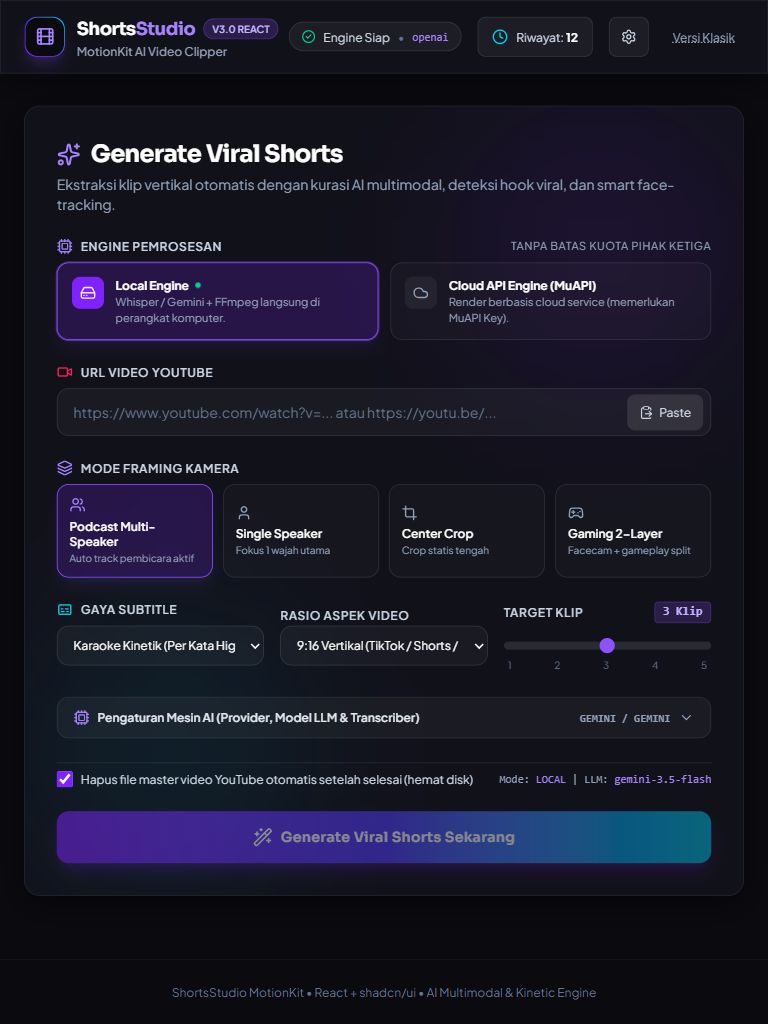 ShortsStudio V3.0 REACT
MotionKit AI Video Clipper
Engine Siap • openai
Riwayat: 12
Versi Klasik
Generate Viral Shorts
Ekstraksi klip vertikal otomatis dengan kurasi AI multimodal, deteksi hook viral, dan smart face-
tracking.
ENGINE PEMROSESAN
TANPA BATAS KUOTA PIHAK KETIGA
Local Engine
Whisper / Gemini + FFmpeg langsung di
perangkat komputer.
Cloud API Engine (MuAPI)
Render berbasis cloud service (memerlukan
MuAPI Key).
URL VIDEO YOUTUBE
https://www.youtube.com/watch?v=... atau https://youtu.be/...
Paste
MODE FRAMING KAMERA
Podcast Multi-
Speaker
Auto track pembicara aktif
Single Speaker
Fokus 1 wajah utama
Center Crop
Crop statis tengah
Gaming 2-Layer
Facecam + gameplay split
GAYA SUBTITLE
Karaoke Kinetik (Per Kata Hig
RASIO ASPEK VIDEO
9:16 Vertikal (TikTok / Shorts /
TARGET KLIP
3 Klip
1 2 3 4 5
Pengaturan Mesin AI (Provider, Model LLM & Transcriber)
GEMINI / GEMINI
Hapus file master video YouTube otomatis setelah selesai (hemat disk)
Mode: LOCAL | LLM: gemini-3.5-flash
Generate Viral Shorts Sekarang
ShortsStudio MotionKit • React + shadcn/ui • AI Multimodal & Kinetic Engine